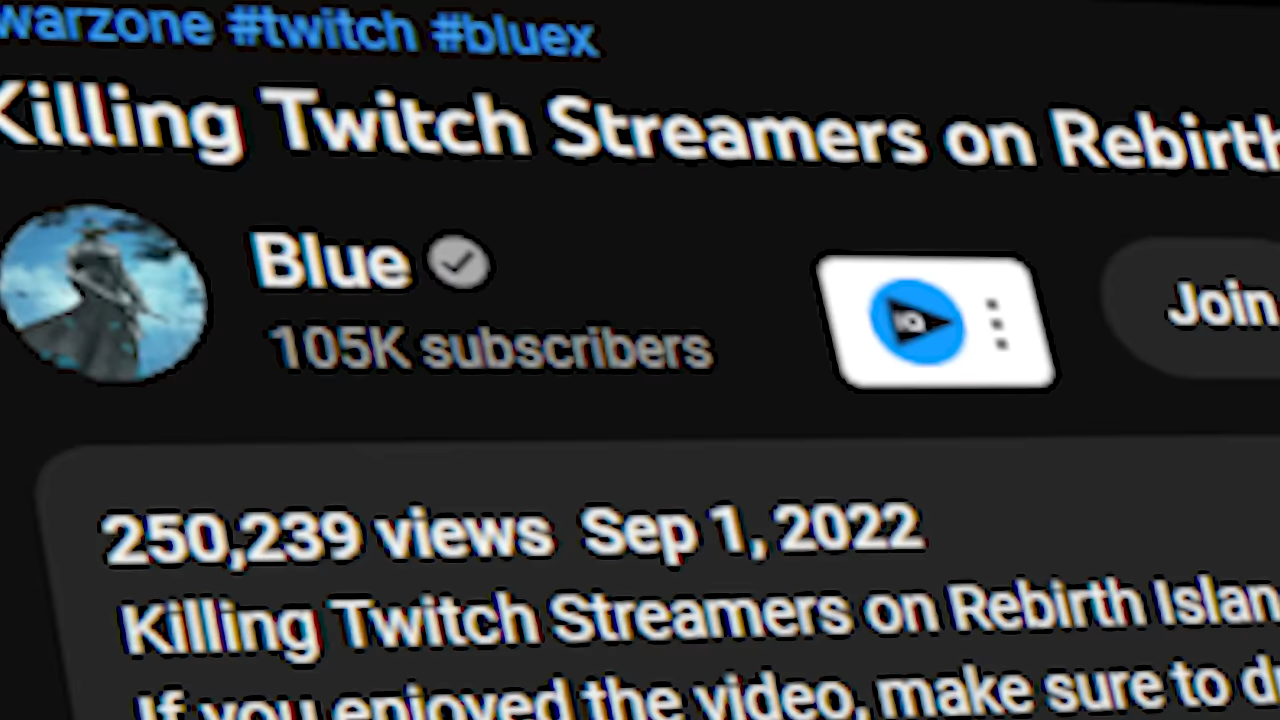 warzone #twitch #bluex
Killing Twitch Streamers on Rebirth
Blue
105K subscribers
IQ
Join
250,239 views Sep 1, 2022
Killing Twitch Streamers on Rebirth Islan
If you enjoyed the video, make sure to d